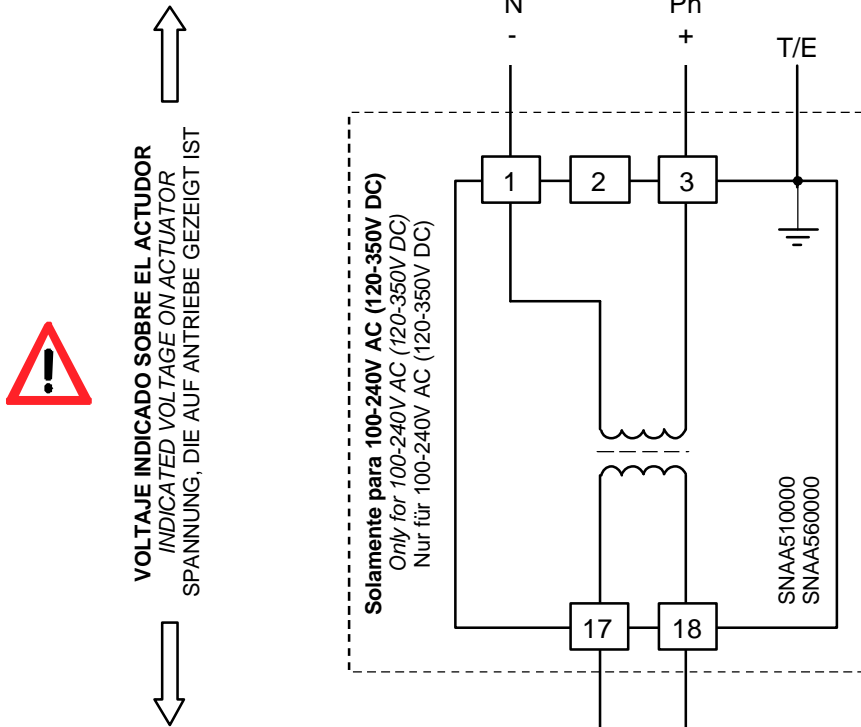 N
Ph
-
+
T/E
VOLTAJE INDICADO SOBRE EL ACTUDOR
INDICATED VOLTAGE ON ACTUATOR
SPANNUNG, DIE AUF ANTRIEBE GEZEIGT IST
Solamente para 100-240V AC (120-350V DC)
Only for 100-240V AC (120-350V DC)
Nur für 100-240V AC (120-350V DC)
1
2
3
SNAA510000
SNAA560000
17
18